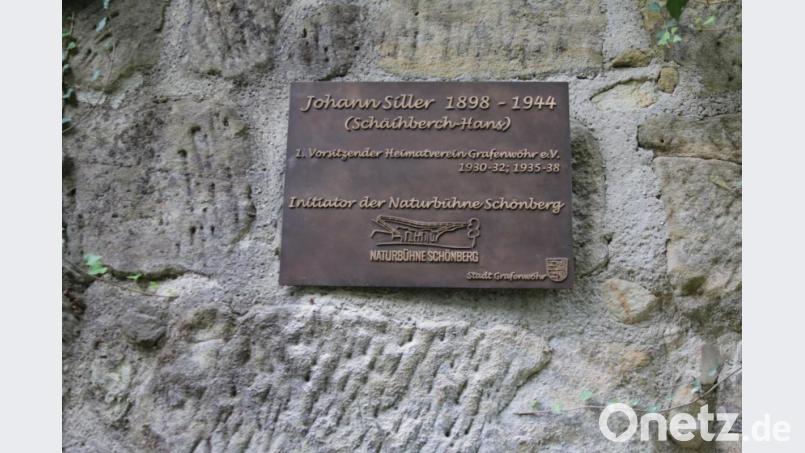 Johann Siller 1898 - 1944
(Schäihberch-Hans)
1. Vorsitzender Heimatverein Grafenwöhr e.V.
1930-32; 1935-38
Initiator der Naturbühne Schönberg
NATURBÜHNE SCHÖNBERG
Stadt Grafenwöhr
Onetz.de